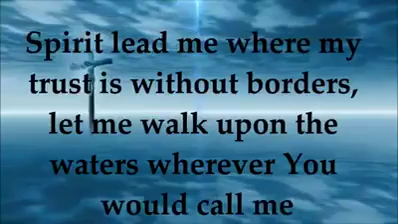 Spirit lead me where my
trust is without borders,
let me walk upon the
waters wherever You
would call me